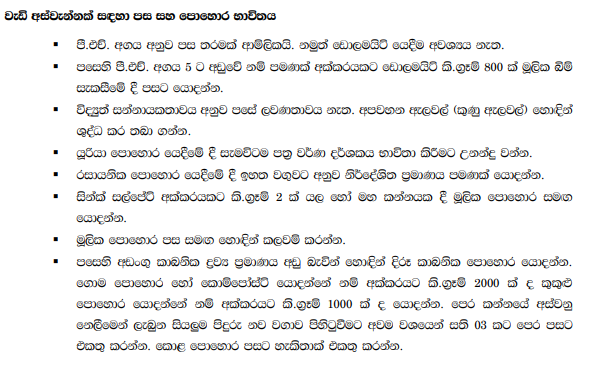 වැඩි අස්වැන්නක් සඳහා පස සහ පොහොර භාවිතය
▪ පී.එච්. අගය අනුව පස තරමක් ආම්ලිකයි. නමුත් ඩොලමයිට් යෙදීම අවශ්‍යය නැත.
▪ පසෙහි පී.එච්. අගය 5 ට අඩුවේ නම් පමණක් අක්කරයකට ඩොලමයිට් කි.ග්‍රෑම් 800 ක් මූලික බිම්
සැකසීමේ දී පසට යොදන්න.
▪ විද්‍යුත් සන්නායකතාවය අනුව පසේ ලවණතාවය නැත. අපවහන ඇලවල් (කුණු ඇලවල්) හොඳින්
ශුද්ධ කර තබා ගන්න.
▪ යූරියා පොහොර යෙදීමේ දී සැමවිටම පත්‍ර වර්ණ දර්ශකය භාවිතා කිරීමට උනන්දු වන්න.
▪ රසායනික පොහොර යෙදීමේ දී ඉහත වගුවට අනුව නිර්දේශිත ප්‍රමාණය පමණක් යොදන්න.
▪ සින්ක් සල්පේට් අක්කරයකට කි.ග්‍රෑම් 2 ක් යල හෝ මහ කන්නයක දී මූලික පොහොර සමඟ
යොදන්න.
▪ මූලික පොහොර පස සමඟ හොඳින් කලවම් කරන්න.
▪ පසෙහි අඩංගු කාබනික ද්‍රව්‍ය ප්‍රමාණය අඩු බැවින් හොඳින් දිරූ කාබනික පොහොර යොදන්න.
ගොම පොහොර හෝ කොම්පෝස්ට් යොදන්නේ නම් අක්කරයට කි.ග්‍රෑම් 2000 ක් ද කුකුළු
පොහොර යොදන්නේ නම් අක්කරයට කි.ග්‍රෑම් 1000 ක් ද යොදන්න. පෙර කන්නයේ අස්වනු
නෙලීමෙන් ලැබුන සියලුම පිදුරු නව වගාව පිහිටුවීමට අවම වශයෙන් සති 03 කට පෙර පසට
එකතු කරන්න. කොළ පොහොර පසට හැකිතාක් එකතු කරන්න.